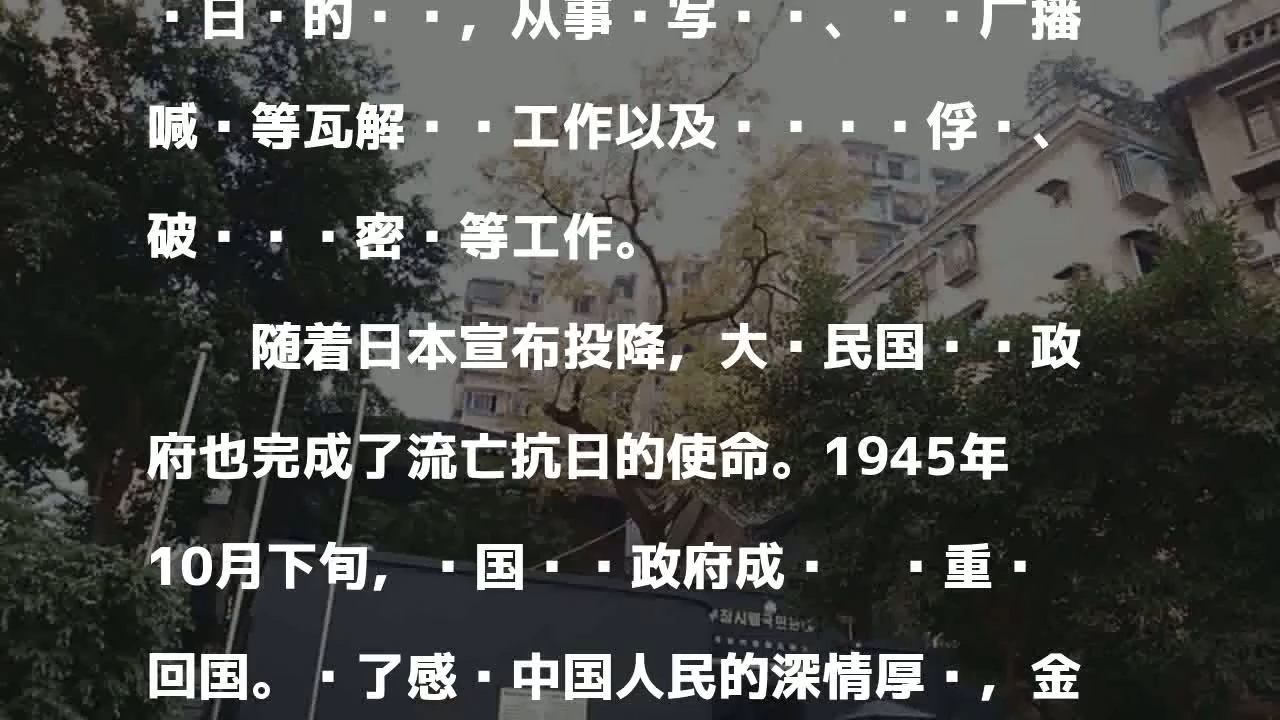 ·日·的··，从事·写··、··广播
喊·等瓦解··　工作以及····俘·、
破···密·等工作。
随着日本宣布投降，大·民国··政
府也完成了流亡抗日的使命。1945年
10月下旬，·国··政府成·　·重·
回国。·了感·中国人民的深情厚·，金